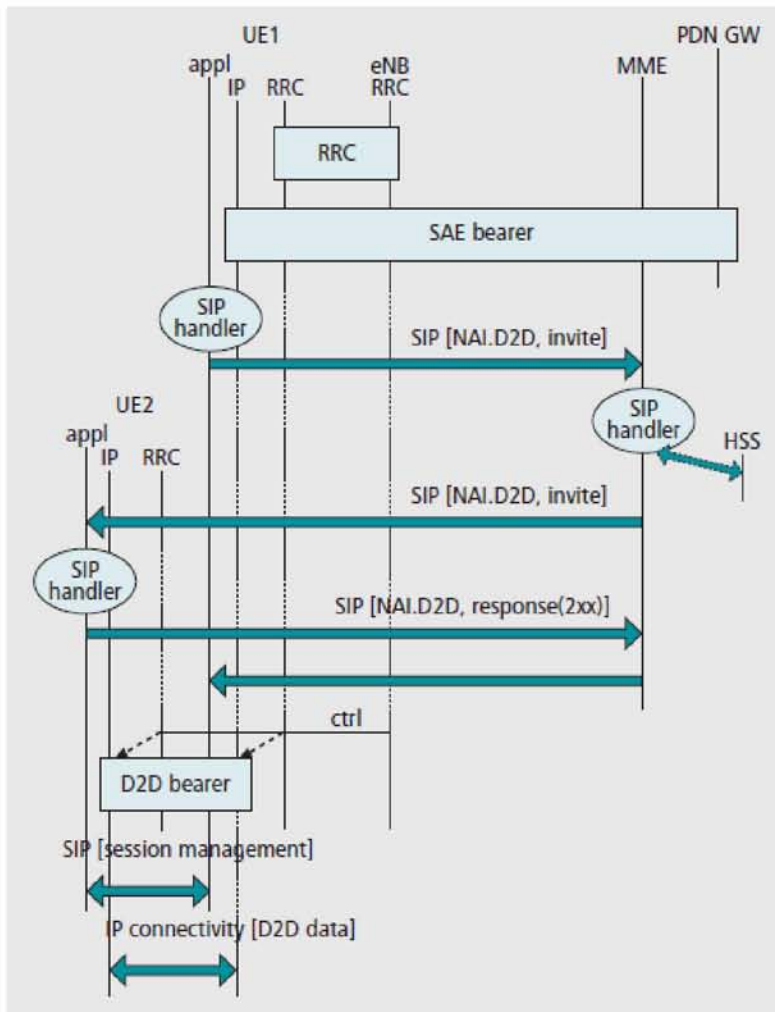 UE1
PDN GW
appl
eNB
MME
IP RRC
RRC
RRC
SAE bearer
SIP
handler
SIP [NAI.D2D, invite]
UE2
SIP
handler
appl
HSS
IP RRC
SIP [NAI.D2D, invite]
SIP
handler
SIP [NAI.D2D, response(2xx)]
ctrl
D2D bearer
SIP [session management]
IP connectivity [D2D data]